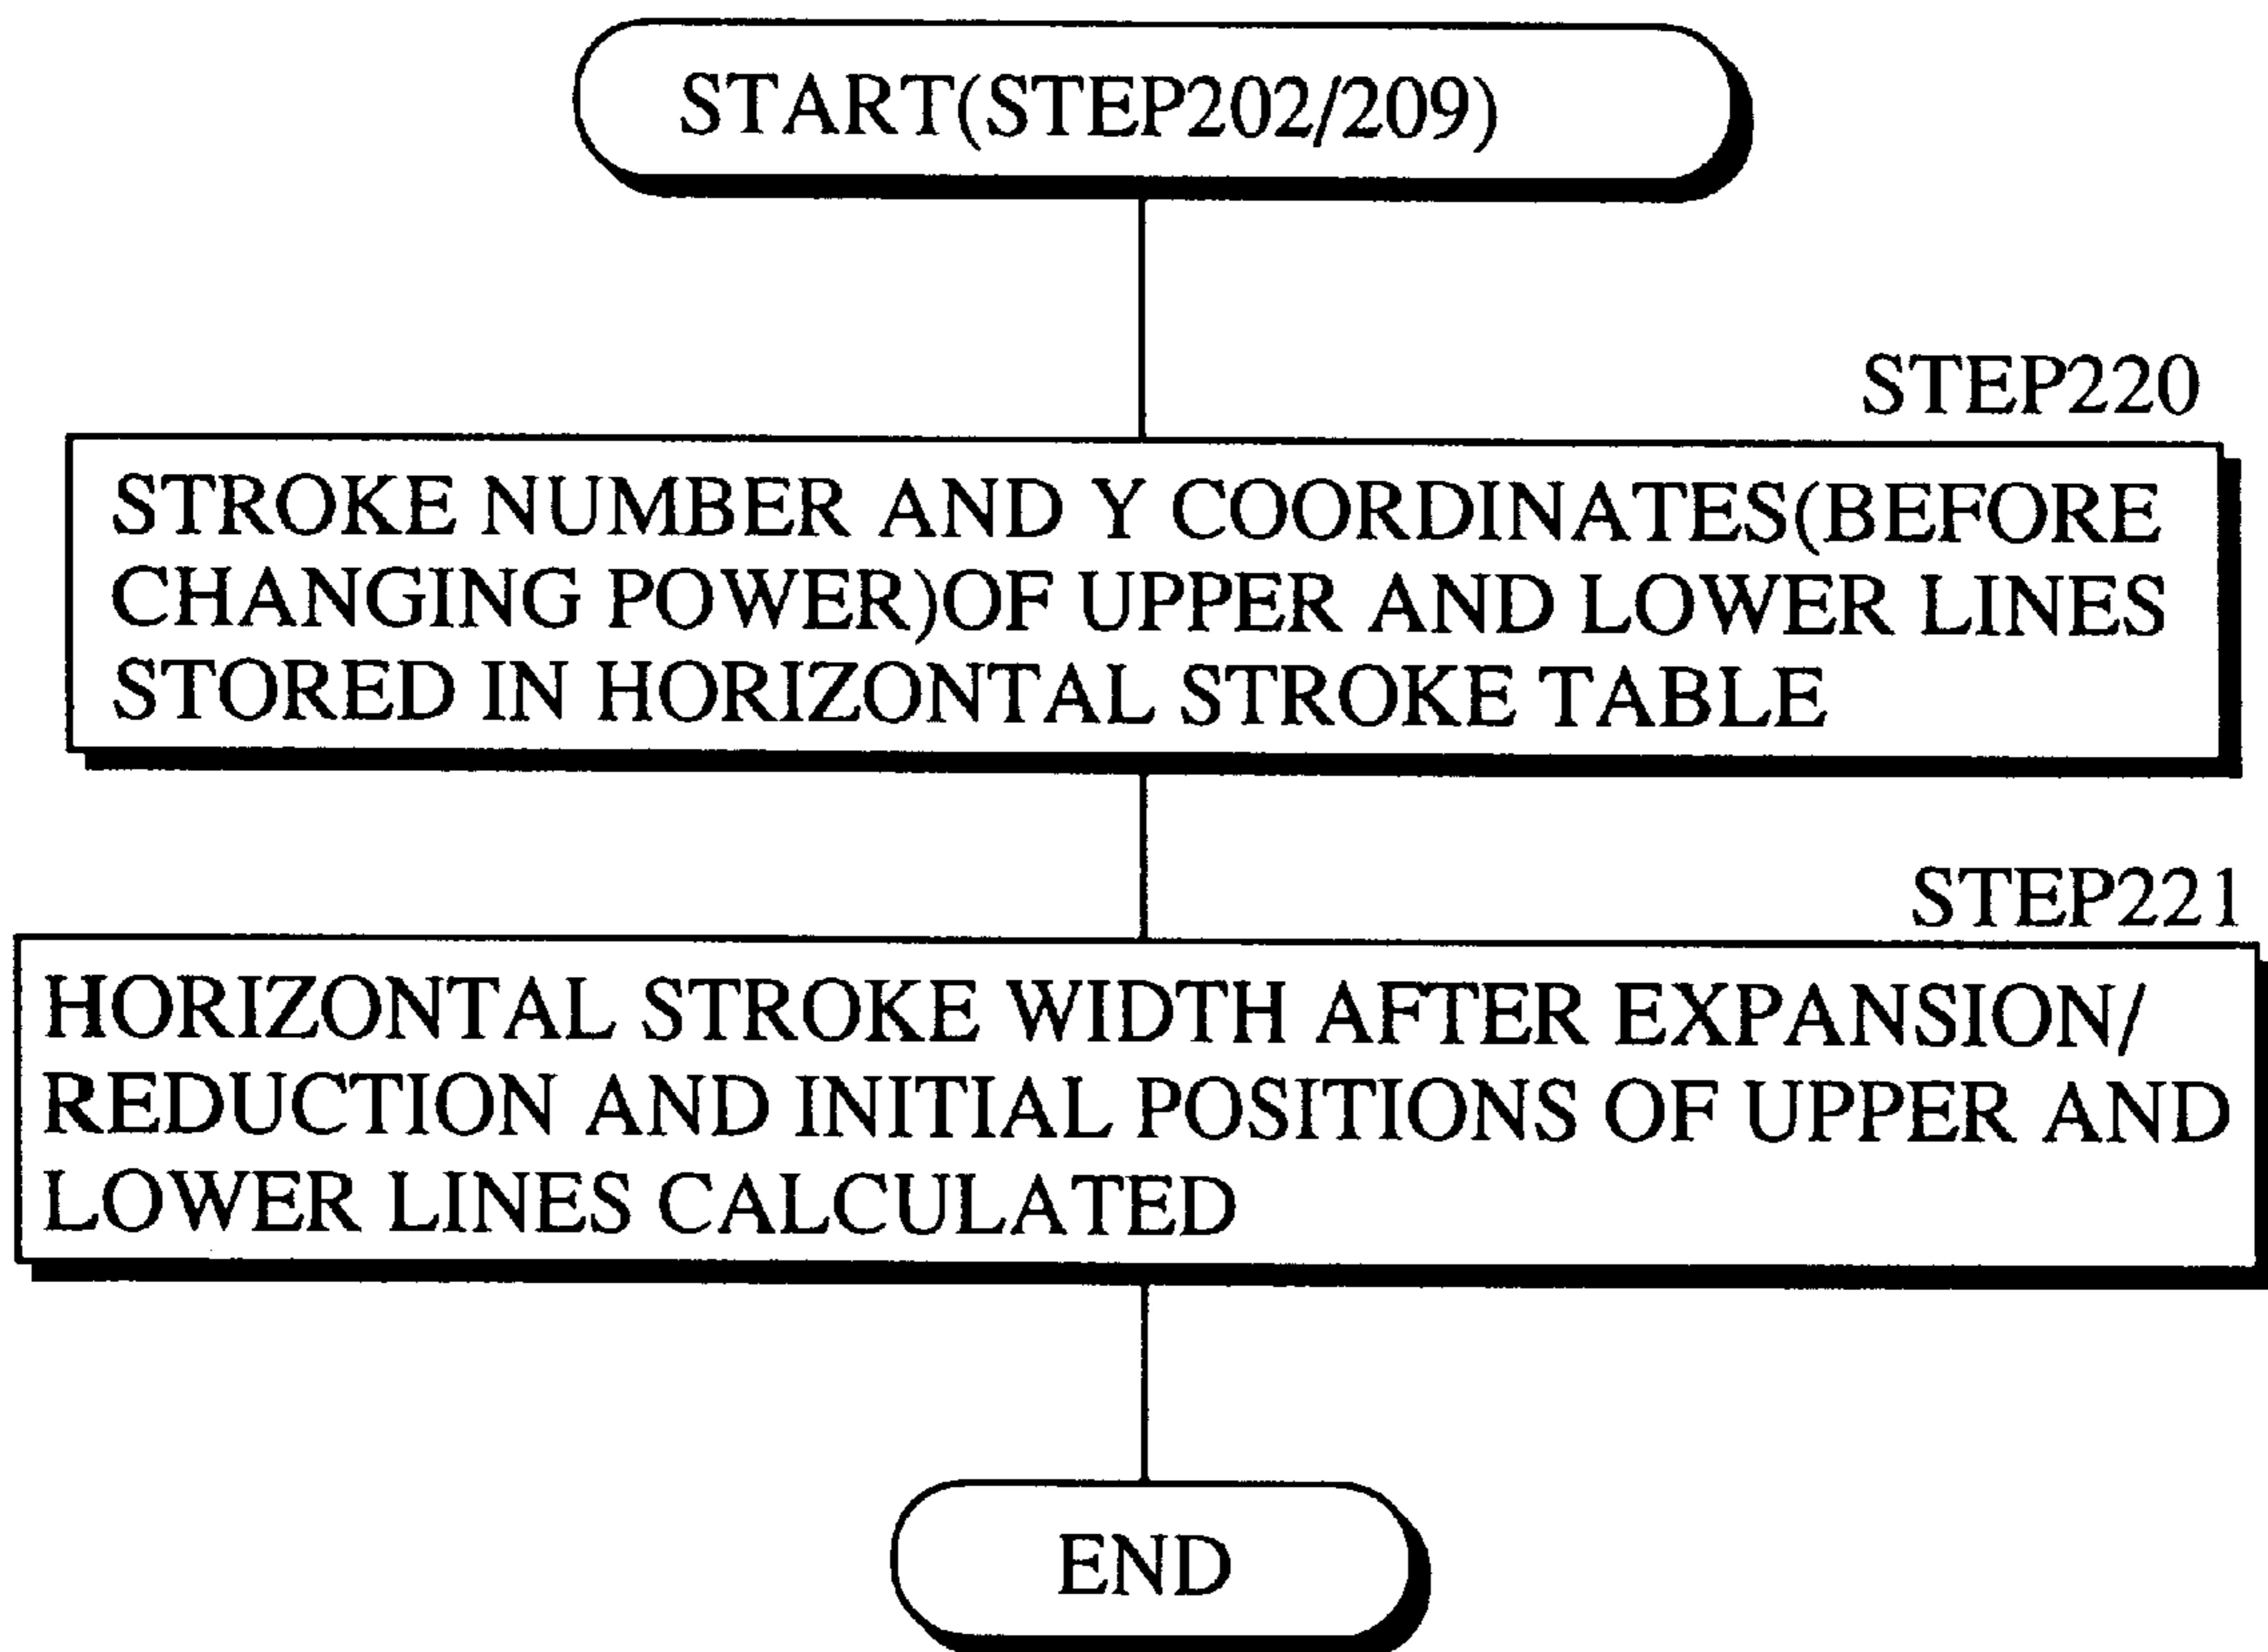 START(STEP202/209)
STEP220
STROKE NUMBER AND Y COORDINATES(BEFORE
CHANGING POWER)OF UPPER AND LOWER LINES
STORED IN HORIZONTAL STROKE TABLE
STEP221
HORIZONTAL STROKE WIDTH AFTER EXPANSION/
REDUCTION AND INITIAL POSITIONS OF UPPER AND
LOWER LINES CALCULATED
END